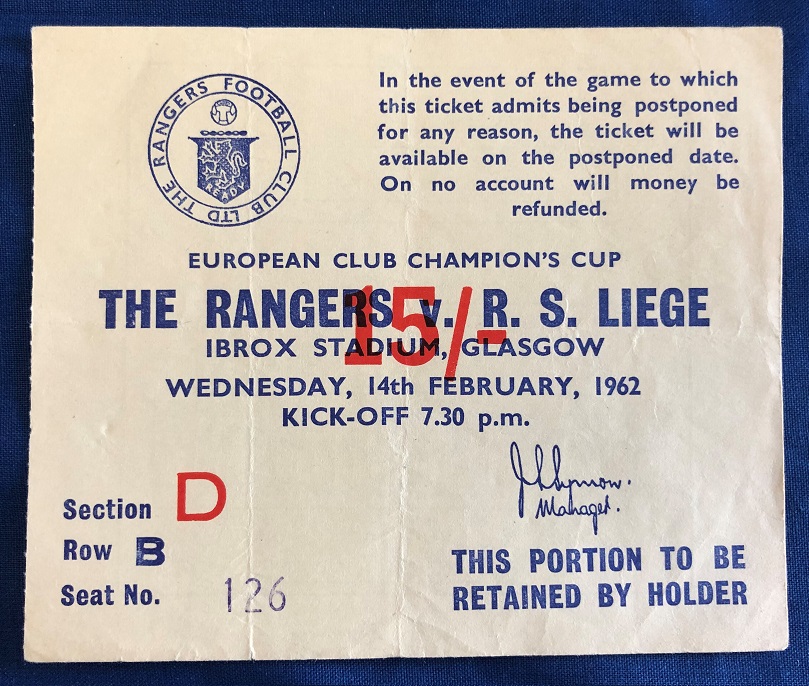 THE RANGERS FOOTBALL CLUB LTD
READY
In the event of the game to which
this ticket admits being postponed
for any reason, the ticket will be
available on the postponed date.
On no account will money be
refunded.
EUROPEAN CLUB CHAMPION'S CUP
THE RANGERS v. R. S. LIEGE
15/-
IBROX STADIUM, GLASGOW
WEDNESDAY, 14th FEBRUARY, 1962
KICK-OFF 7.30 p.m.
J S Symon.
Manager.
Section D
Row B
Seat No. 126
THIS PORTION TO BE
RETAINED BY HOLDER